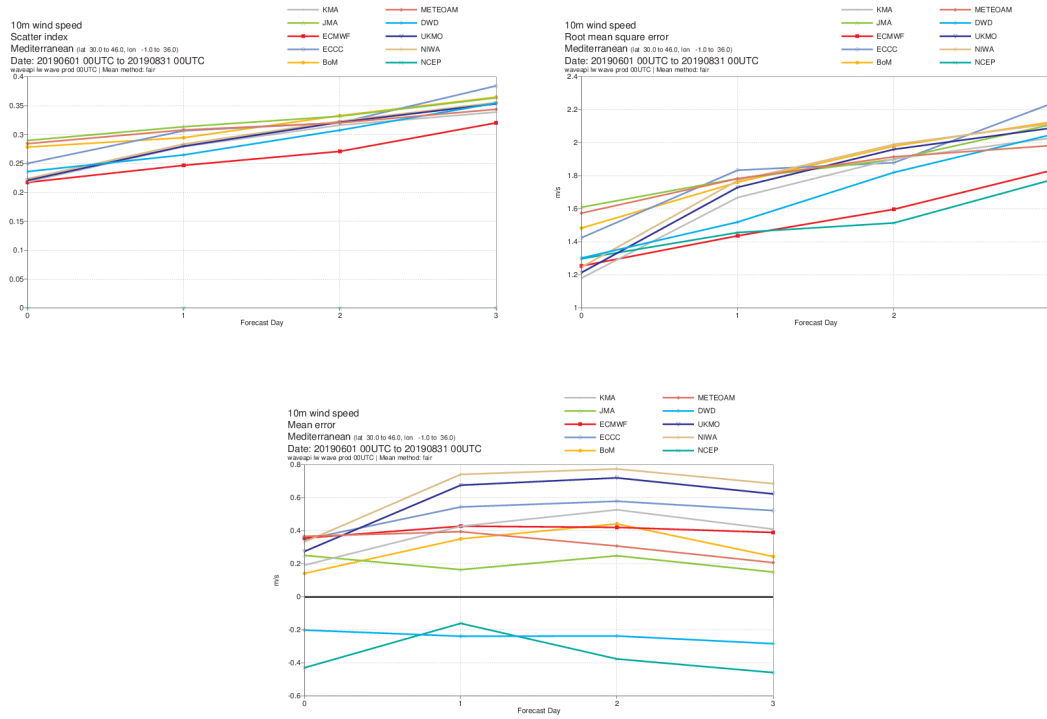 10m wind speed
Scatter index
Mediterranean (lat 30.0 to 46.0, lon -1.0 to 36.0)
Date: 20190601 00UTC to 20190831 00UTC
waveapi lw wave prod 00UTC | Mean method: fair
KMA METEOAM
JMA DWD
ECMWF UKMO
ECCC NIWA
BoM NCEP
0.4
0.35
0.3
0.25
0.2
0.15
0.1
0.05
0
0 1 2 3
Forecast Day
10m wind speed
Root mean square error
Mediterranean (lat 30.0 to 46.0, lon -1.0 to 36.0)
Date: 20190601 00UTC to 20190831 00UTC
waveapi lw wave prod 00UTC | Mean method: fair
KMA METEOAM
JMA DWD
ECMWF UKMO
ECCC NIWA
BoM NCEP
2.4
2.2
2
1.8
1.6
1.4
1.2
1
m/s
0 1 2
Forecast Day
10m wind speed
Mean error
Mediterranean (lat 30.0 to 46.0, lon -1.0 to 36.0)
Date: 20190601 00UTC to 20190831 00UTC
waveapi lw wave prod 00UTC | Mean method: fair
KMA METEOAM
JMA DWD
ECMWF UKMO
ECCC NIWA
BoM NCEP
0.8
0.6
0.4
0.2
0
-0.2
-0.4
-0.6
m/s
0 1 2 3
Forecast Day